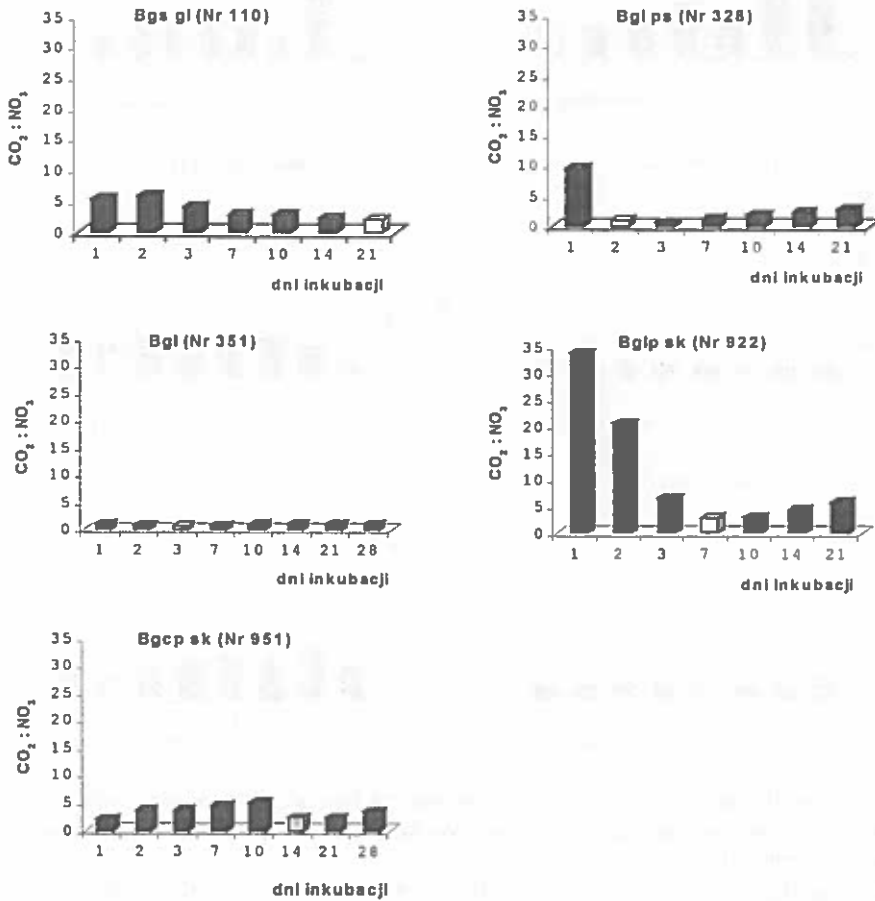 Bgs gl (Nr 110)
CO₂ : NO₃
35
30
25
20
15
10
5
0
1 2 3 7 10 14 21
dni inkubacji
Bgl ps (Nr 328)
CO₂ : NO₃
35
30
25
20
15
10
5
0
1 2 3 7 10 14 21
dni inkubacji
Bgl (Nr 351)
CO₂ : NO₃
35
30
25
20
15
10
5
0
1 2 3 7 10 14 21 28
dni inkubacji
Bglp sk (Nr 922)
CO₂ : NO₃
35
30
25
20
15
10
5
0
1 2 3 7 10 14 21
dni inkubacji
Bgcp sk (Nr 951)
CO₂ : NO₃
35
30
25
20
15
10
5
0
1 2 3 7 10 14 21 28
dni inkubacji